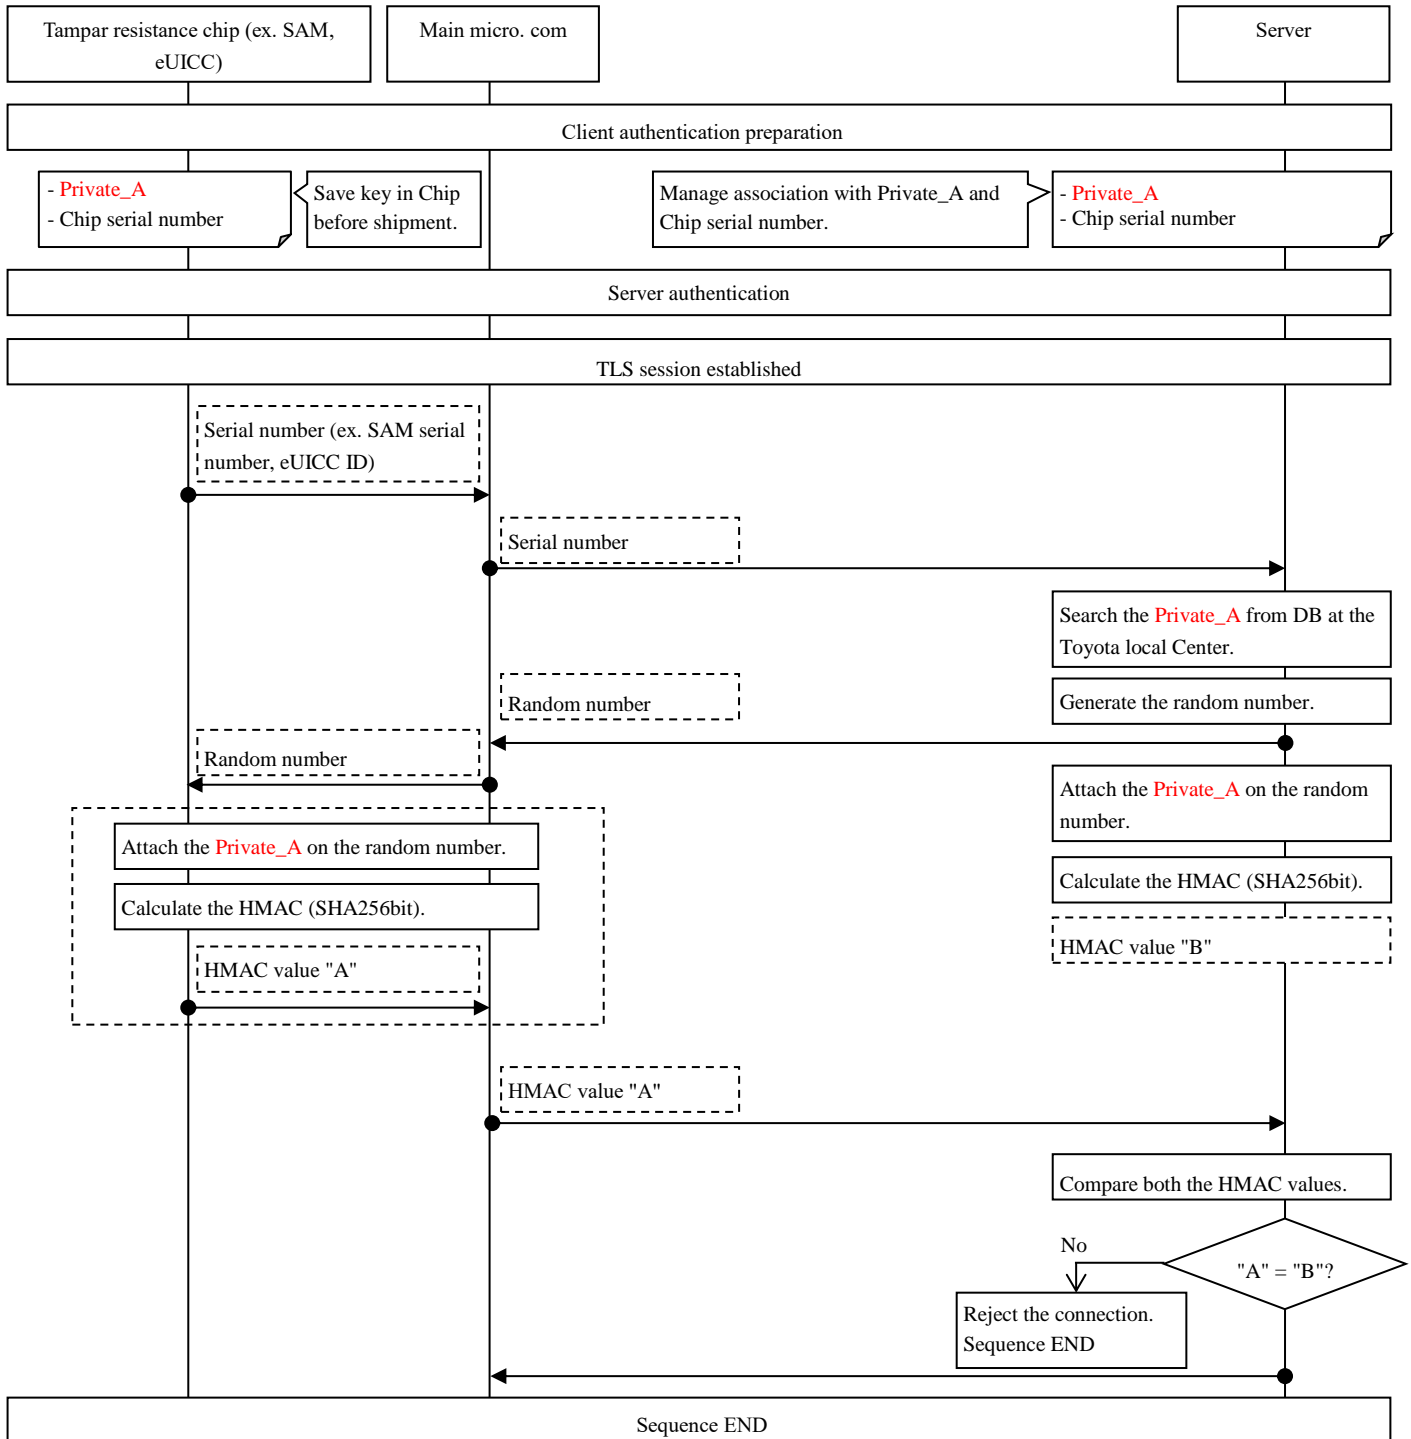 Tampar resistance chip (ex. SAM,
eUICC)
Main micro. com
Server
Client authentication preparation
- Private_A
- Chip serial number
Save key in Chip
before shipment.
Manage association with Private_A and
Chip serial number.
- Private_A
- Chip serial number
Server authentication
TLS session established
Serial number (ex. SAM serial
number, eUICC ID)
Serial number
Search the Private_A from DB at the
Toyota local Center.
Generate the random number.
Random number
Random number
Attach the Private_A on the random
number.
Attach the Private_A on the random number.
Calculate the HMAC (SHA256bit).
Calculate the HMAC (SHA256bit).
HMAC value "B"
HMAC value "A"
HMAC value "A"
Compare both the HMAC values.
No
"A" = "B"?
Reject the connection.
Sequence END
Sequence END